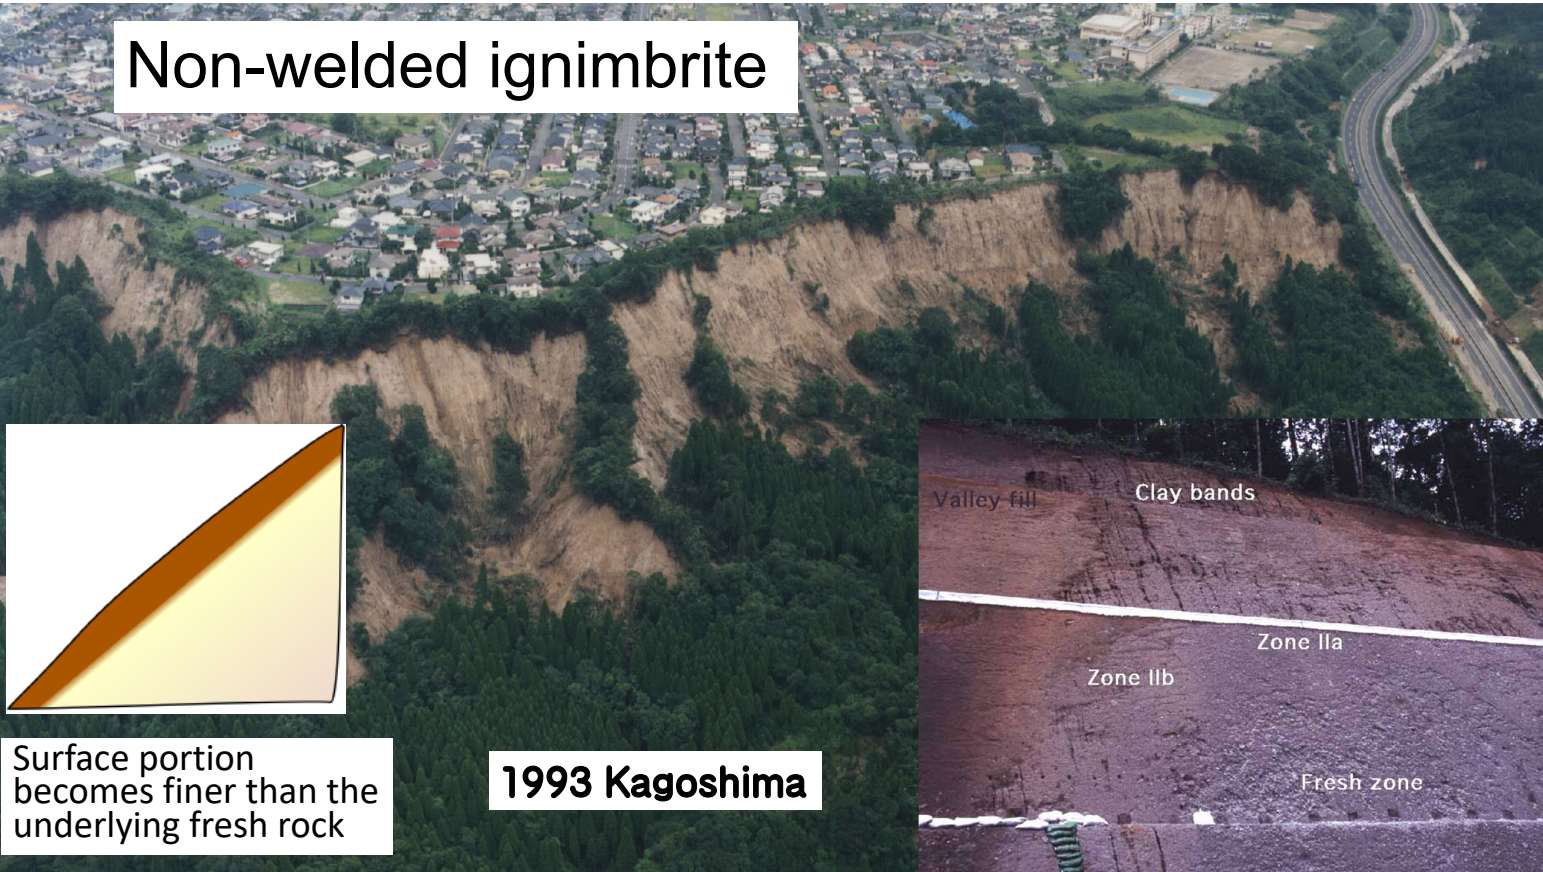 Non-welded ignimbrite
Valley fill
Clay bands
Zone IIa
Zone IIb
Fresh zone
Surface portion
becomes finer than the
underlying fresh rock
1993 Kagoshima